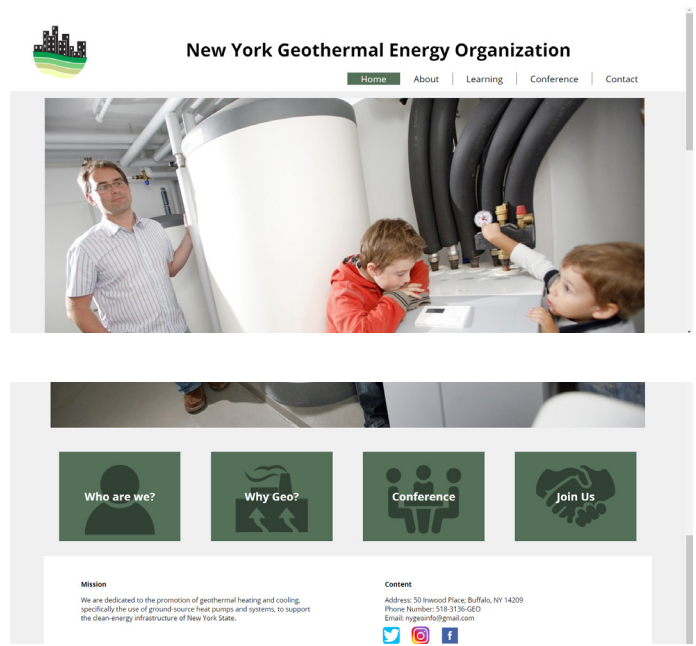 New York Geothermal Energy Organization
Home About Learning Conference Contact
Who are we? Why Geo? Conference Join Us
Mission
We are dedicated to the promotion of geothermal heating and cooling,
specifically the use of ground-source heat pumps and systems, to support
the clean-energy infrastructure of New York State.
Content
Address: 50 Inwood Place; Buffalo, NY 14209
Phone Number: 518-3136-GEO
Email: nygeoinfo@gmail.com